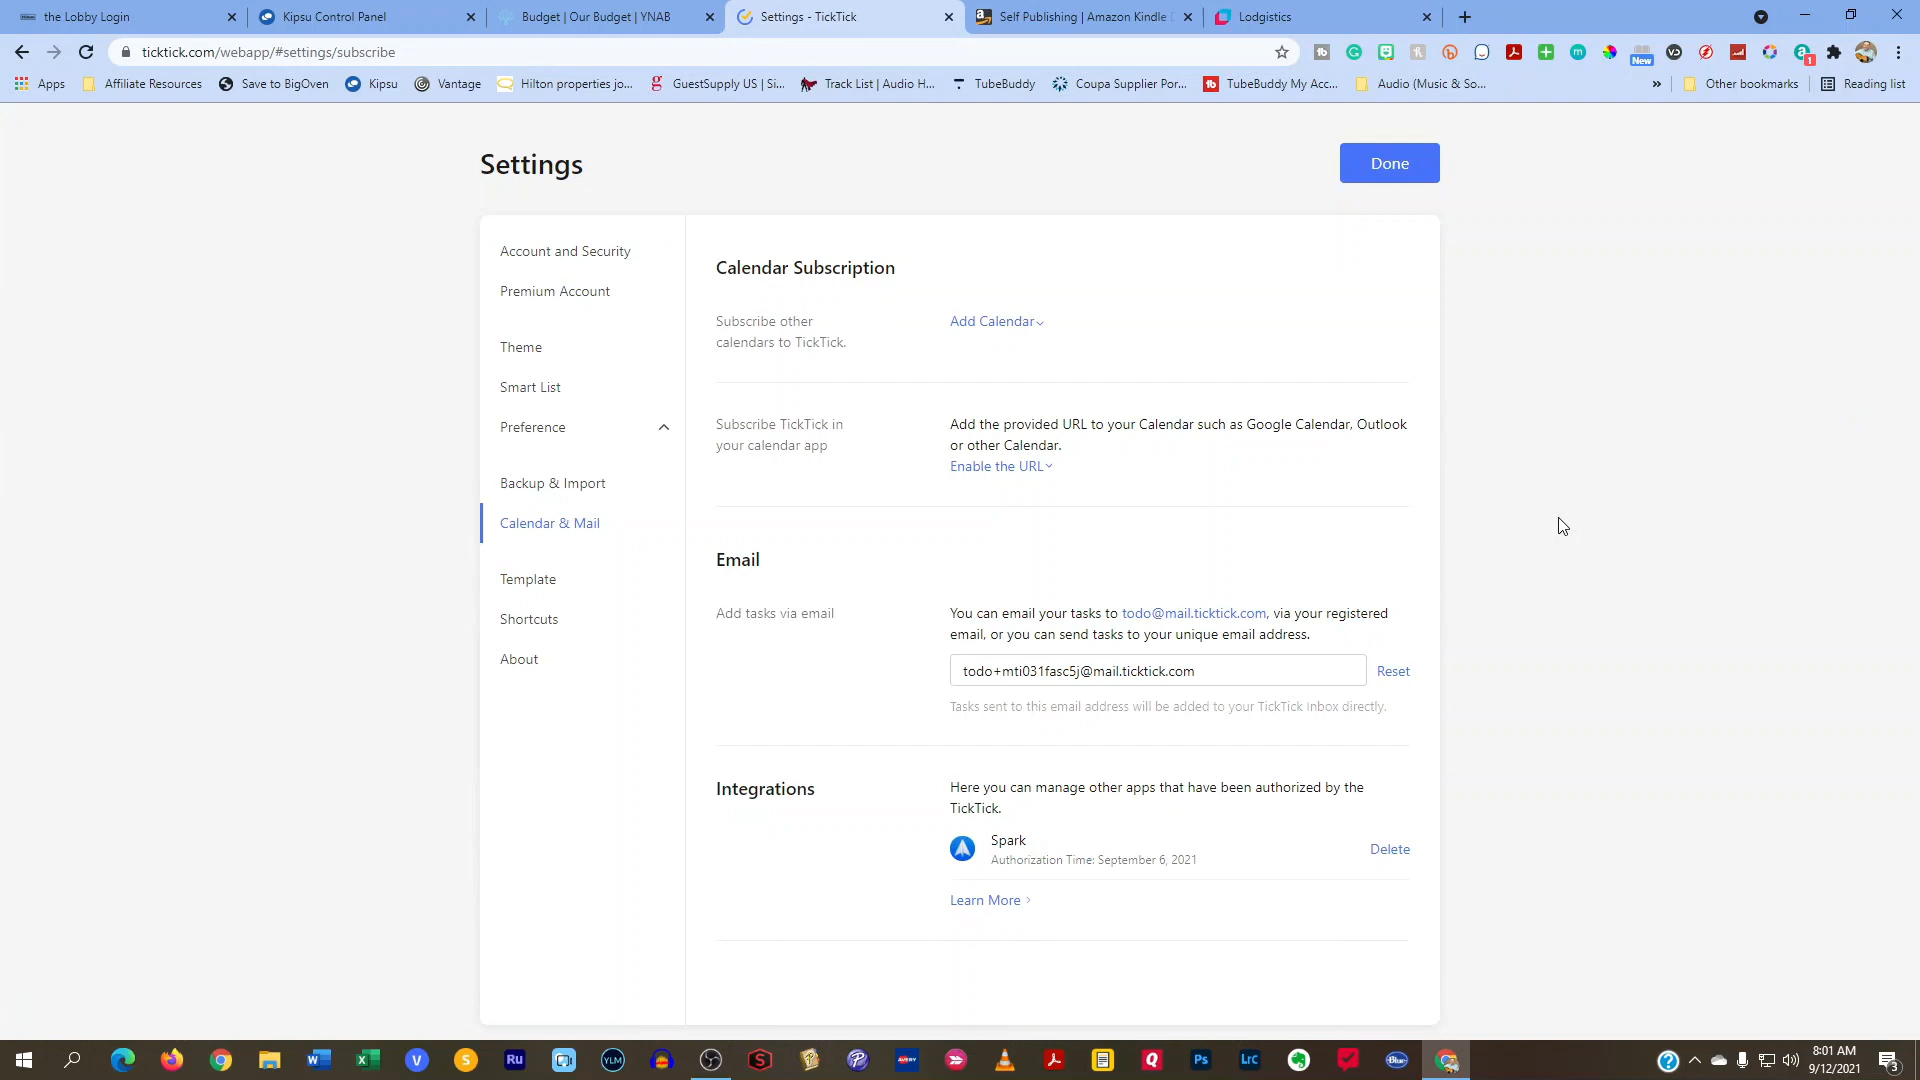 the Lobby Login
Kipsu Control Panel
Budget | Our Budget | YNAB
Settings - TickTick
Self Publishing | Amazon Kindle
Lodgistics
ticktick.com/webapp/#settings/subscribe
New
1
Apps
Affiliate Resources
Save to BigOven
Kipsu
Vantage
Hilton properties jo...
GuestSupply US | Si...
Track List | Audio H...
TubeBuddy
Coupa Supplier Por...
TubeBuddy My Acc...
Audio (Music & So...
»
Other bookmarks
Reading list
Settings
Done
Account and Security
Premium Account
Theme
Smart List
Preference
Backup & Import
Calendar & Mail
Template
Shortcuts
About
Calendar Subscription
Subscribe other
calendars to TickTick.
Add Calendar
Subscribe TickTick in
your calendar app
Add the provided URL to your Calendar such as Google Calendar, Outlook
or other Calendar.
Enable the URL
Email
Add tasks via email
You can email your tasks to todo@mail.ticktick.com, via your registered
email, or you can send tasks to your unique email address.
todo+mti031fasc5j@mail.ticktick.com
Reset
Tasks sent to this email address will be added to your TickTick Inbox directly.
Integrations
Here you can manage other apps that have been authorized by the
TickTick.
Spark
Authorization Time: September 6, 2021
Delete
Learn More
Ru
YLM
Ps
LrC
8:01 AM
9/12/2021
3